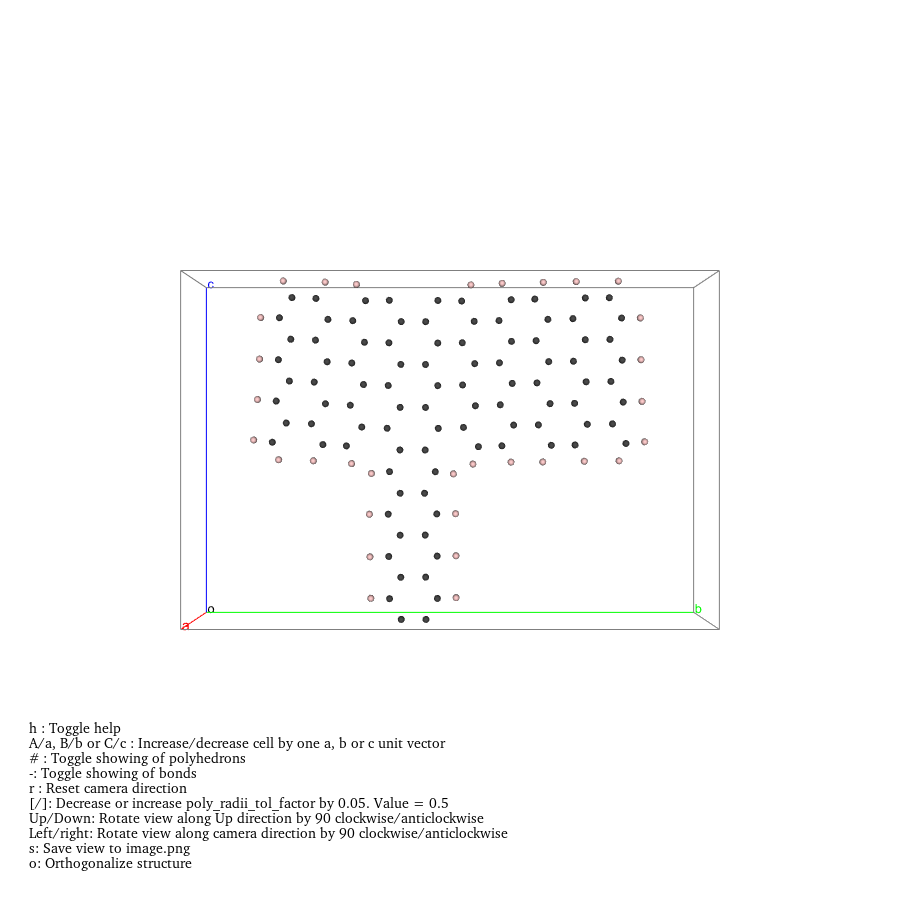 c
o
b
a
h : Toggle help
A/a, B/b or C/c : Increase/decrease cell by one a, b or c unit vector
# : Toggle showing of polyhedrons
-: Toggle showing of bonds
r : Reset camera direction
[/]: Decrease or increase poly_radii_tol_factor by 0.05. Value = 0.5
Up/Down: Rotate view along Up direction by 90 clockwise/anticlockwise
Left/right: Rotate view along camera direction by 90 clockwise/anticlockwise
s: Save view to image.png
o: Orthogonalize structure